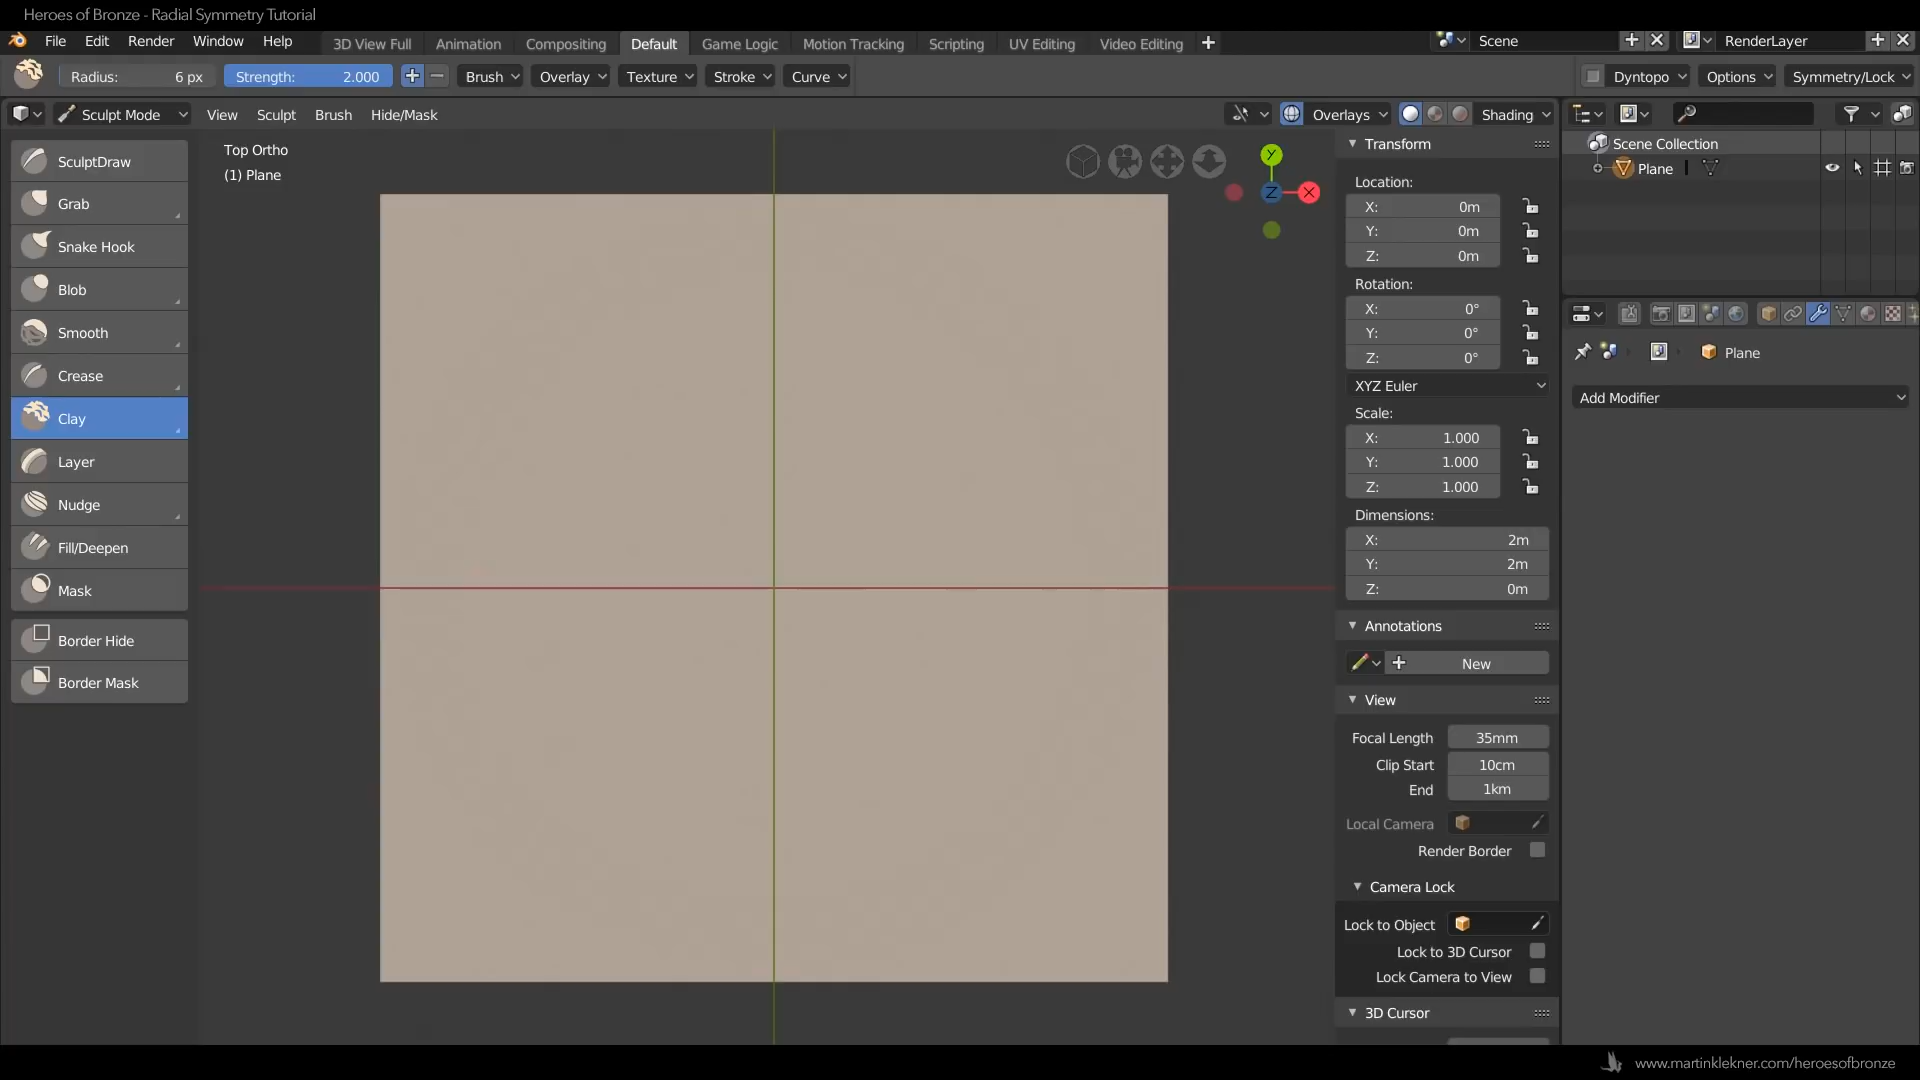 Heroes of Bronze - Radial Symmetry Tutorial
File Edit Render Window Help 3D View Full Animation Compositing Default Game Logic Motion Tracking Scripting UV Editing Video Editing Scene RenderLayer
Radius: 6 px Strength: 2.000 Brush Overlay Texture Stroke Curve Dyntopo Options Symmetry/Lock
Sculpt Mode View Sculpt Brush Hide/Mask Overlays Shading
Top Ortho
(1) Plane
SculptDraw
Grab
Snake Hook
Blob
Smooth
Crease
Clay
Layer
Nudge
Fill/Deepen
Mask
Border Hide
Border Mask
Y
Z X
Transform
Location:
X: 0m
Y: 0m
Z: 0m
Rotation:
X: 0°
Y: 0°
Z: 0°
XYZ Euler
Scale:
X: 1.000
Y: 1.000
Z: 1.000
Dimensions:
X: 2m
Y: 2m
Z: 0m
Annotations
New
View
Focal Length 35mm
Clip Start 10cm
End 1km
Local Camera
Render Border
Camera Lock
Lock to Object
Lock to 3D Cursor
Lock Camera to View
3D Cursor
Scene Collection
Plane
Plane
Add Modifier
www.martinklekner.com/heroesofbronze